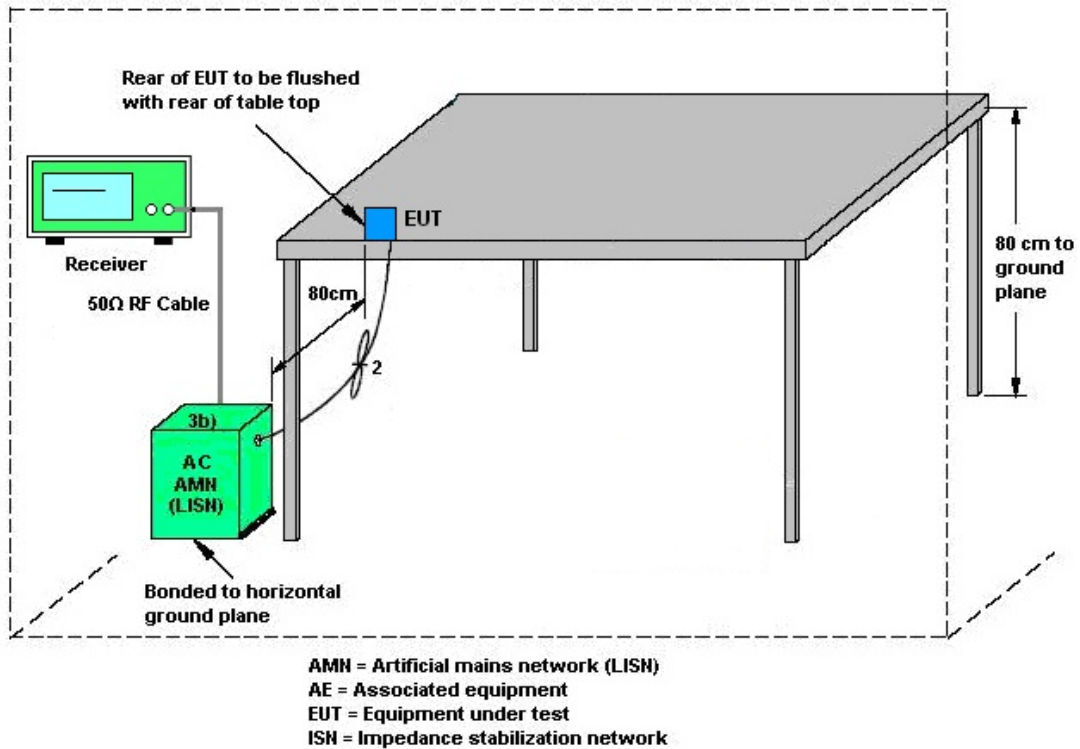 Rear of EUT to be flushed
with rear of table top
EUT
Receiver
50Ω RF Cable
80cm
80 cm to
ground
plane
2
3b)
AC
AMN
(LISN)
Bonded to horizontal
ground plane
AMN = Artificial mains network (LISN)
AE = Associated equipment
EUT = Equipment under test
ISN = Impedance stabilization network